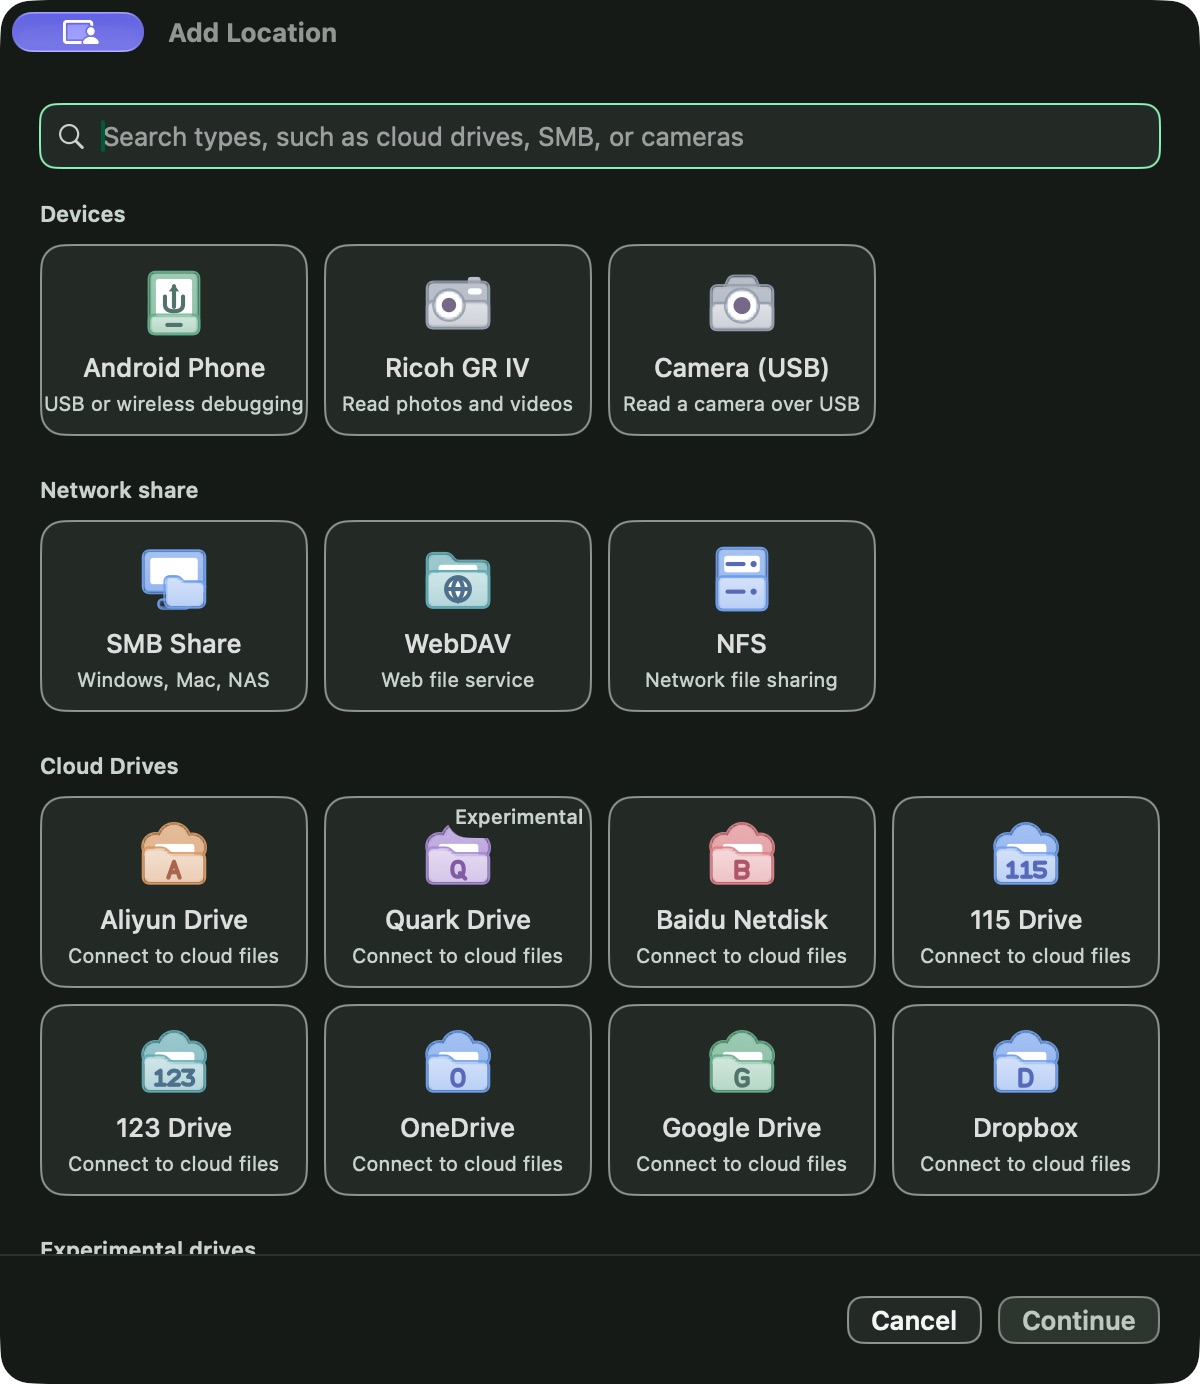 Add Location
Search types, such as cloud drives, SMB, or cameras
Devices
Android Phone
USB or wireless debugging
Ricoh GR IV
Read photos and videos
Camera (USB)
Read a camera over USB
Network share
SMB Share
Windows, Mac, NAS
WebDAV
Web file service
NFS
Network file sharing
Cloud Drives
A
Aliyun Drive
Connect to cloud files
Experimental
Q
Quark Drive
Connect to cloud files
B
Baidu Netdisk
Connect to cloud files
115
115 Drive
Connect to cloud files
123
123 Drive
Connect to cloud files
O
OneDrive
Connect to cloud files
G
Google Drive
Connect to cloud files
D
Dropbox
Connect to cloud files
Experimental drives
Cancel
Continue